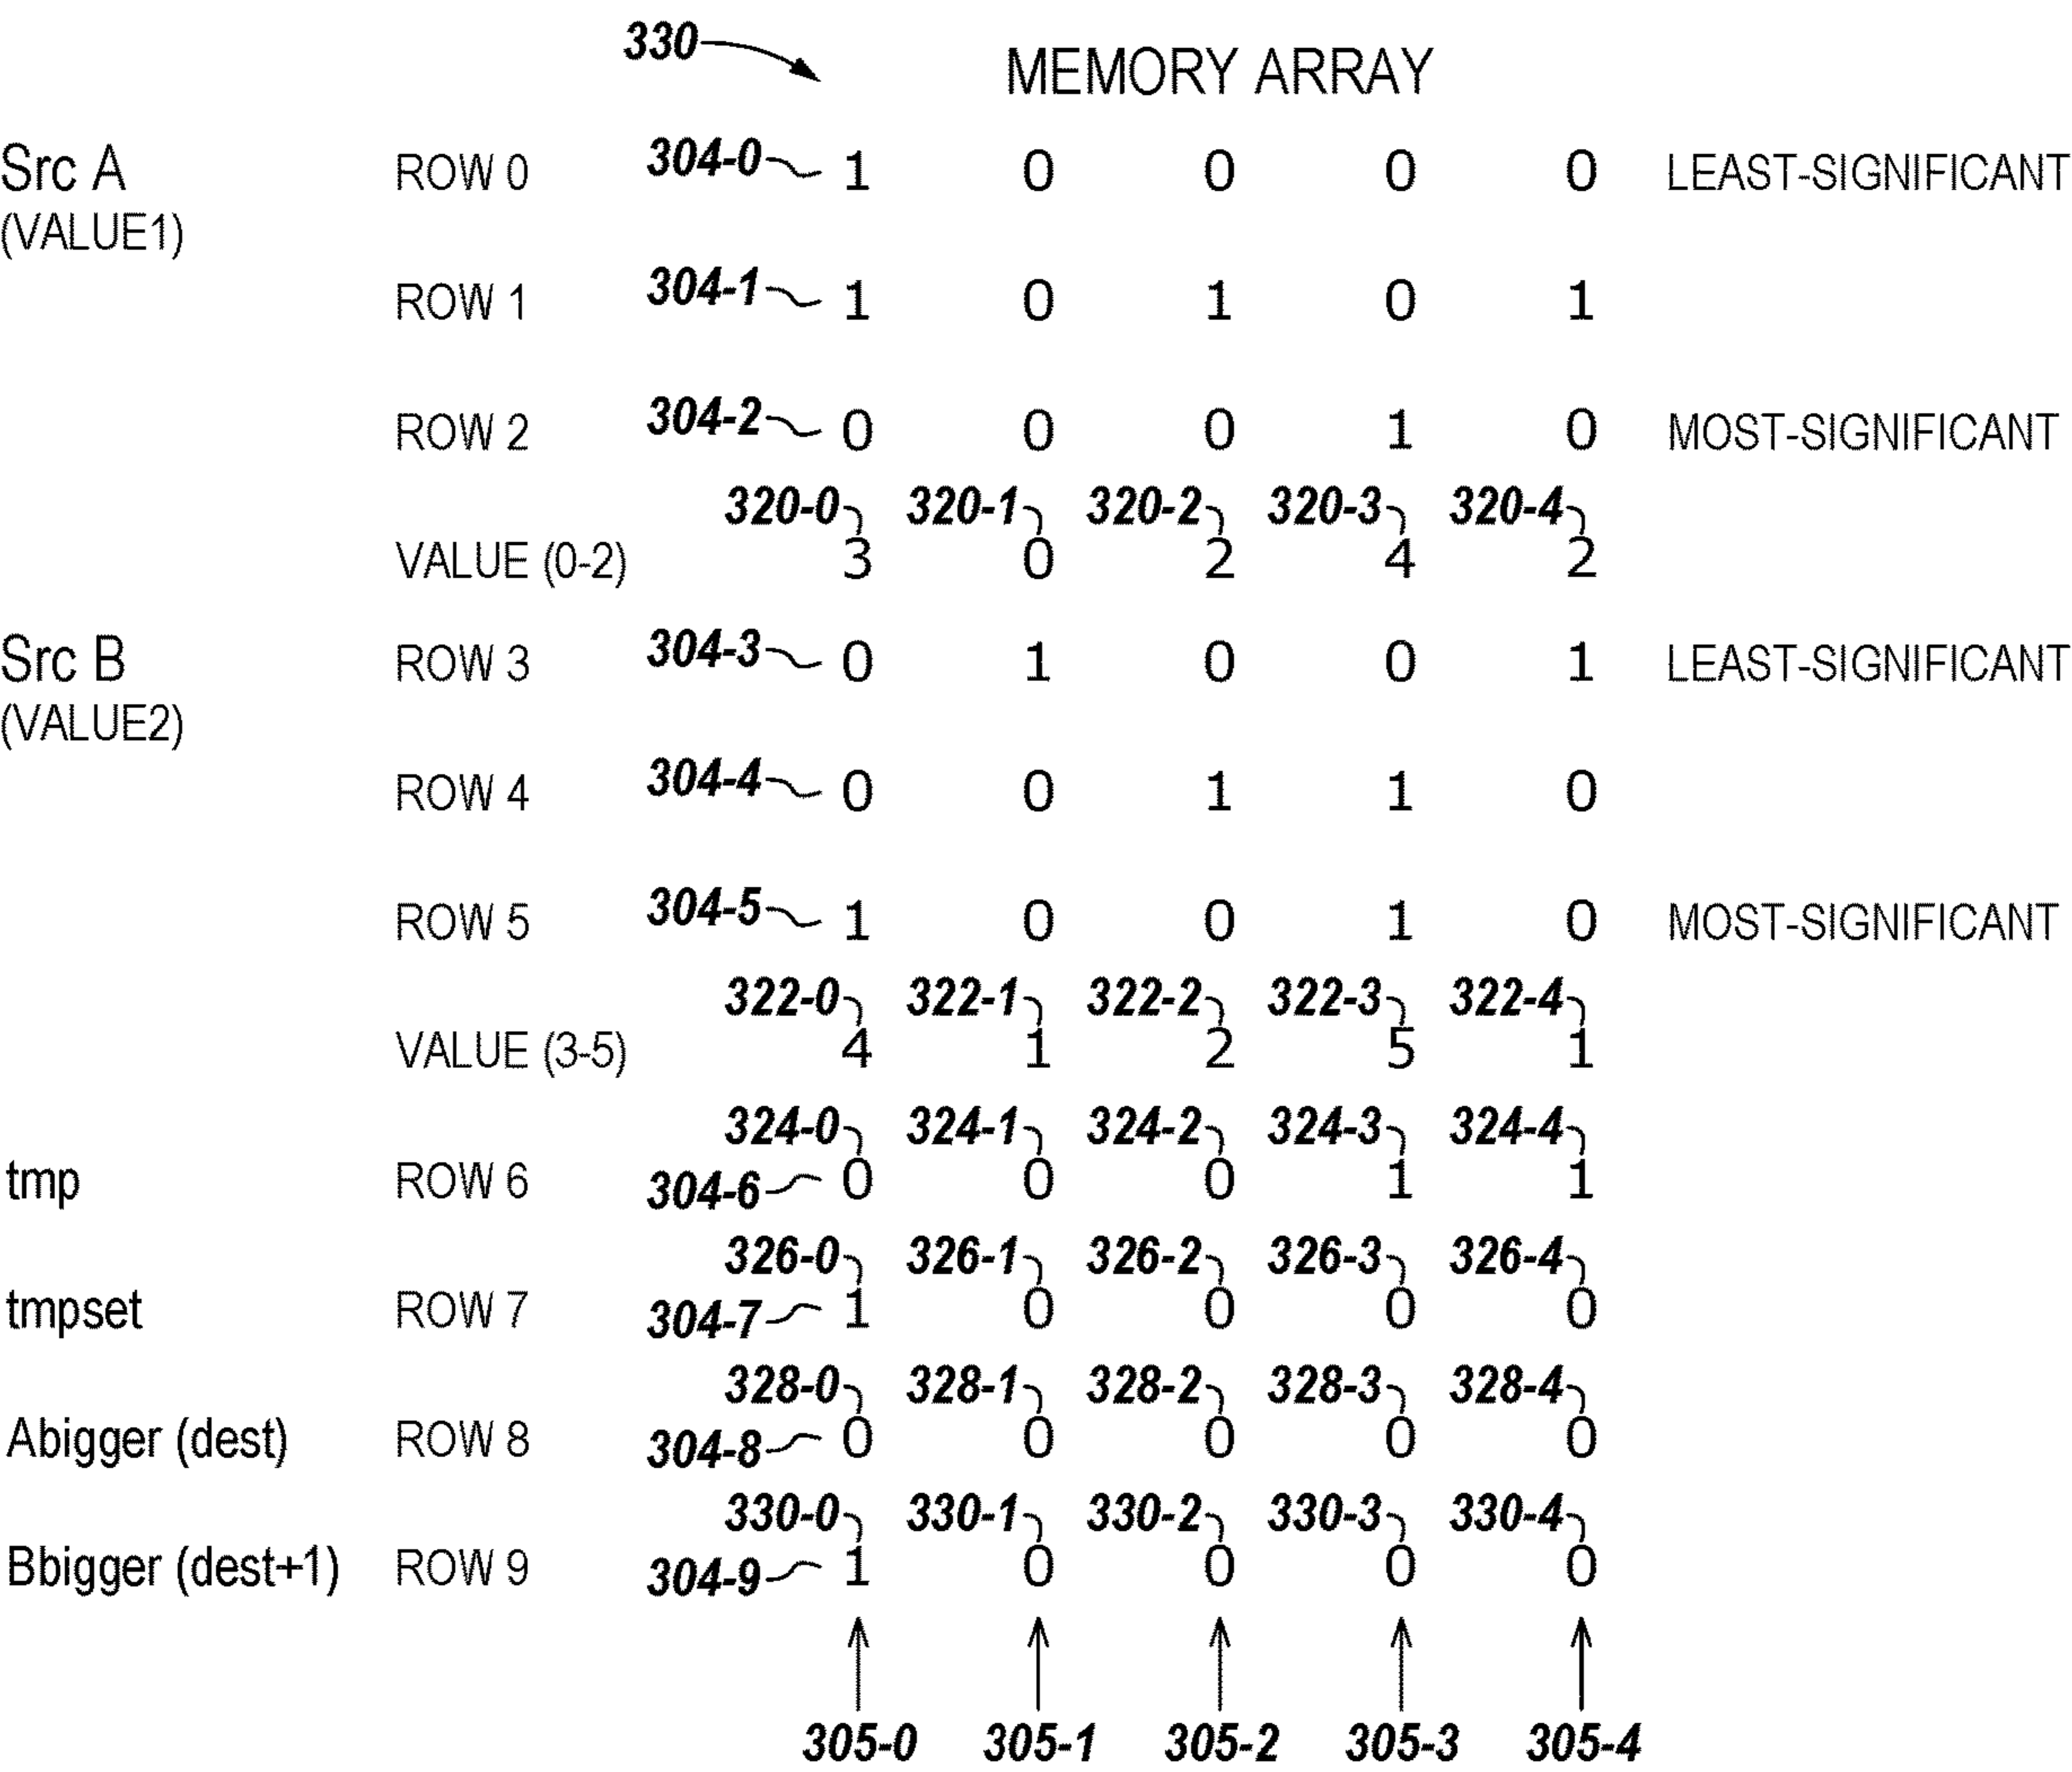 330 MEMORY ARRAY
Src A ROW 0 304-0 1 0 0 0 0 LEAST-SIGNIFICANT
(VALUE1)
ROW 1 304-1 1 0 1 0 1
ROW 2 304-2 0 0 0 1 0 MOST-SIGNIFICANT
320-0 320-1 320-2 320-3 320-4
VALUE (0-2) 3 0 2 4 2
Src B ROW 3 304-3 0 1 0 0 1 LEAST-SIGNIFICANT
(VALUE2)
ROW 4 304-4 0 0 1 1 0
ROW 5 304-5 1 0 0 1 0 MOST-SIGNIFICANT
322-0 322-1 322-2 322-3 322-4
VALUE (3-5) 4 1 2 5 1
324-0 324-1 324-2 324-3 324-4
tmp ROW 6 304-6 0 0 0 1 1
326-0 326-1 326-2 326-3 326-4
tmpset ROW 7 304-7 1 0 0 0 0
328-0 328-1 328-2 328-3 328-4
Abigger (dest) ROW 8 304-8 0 0 0 0 0
330-0 330-1 330-2 330-3 330-4
Bbigger (dest+1) ROW 9 304-9 1 0 0 0 0
305-0 305-1 305-2 305-3 305-4